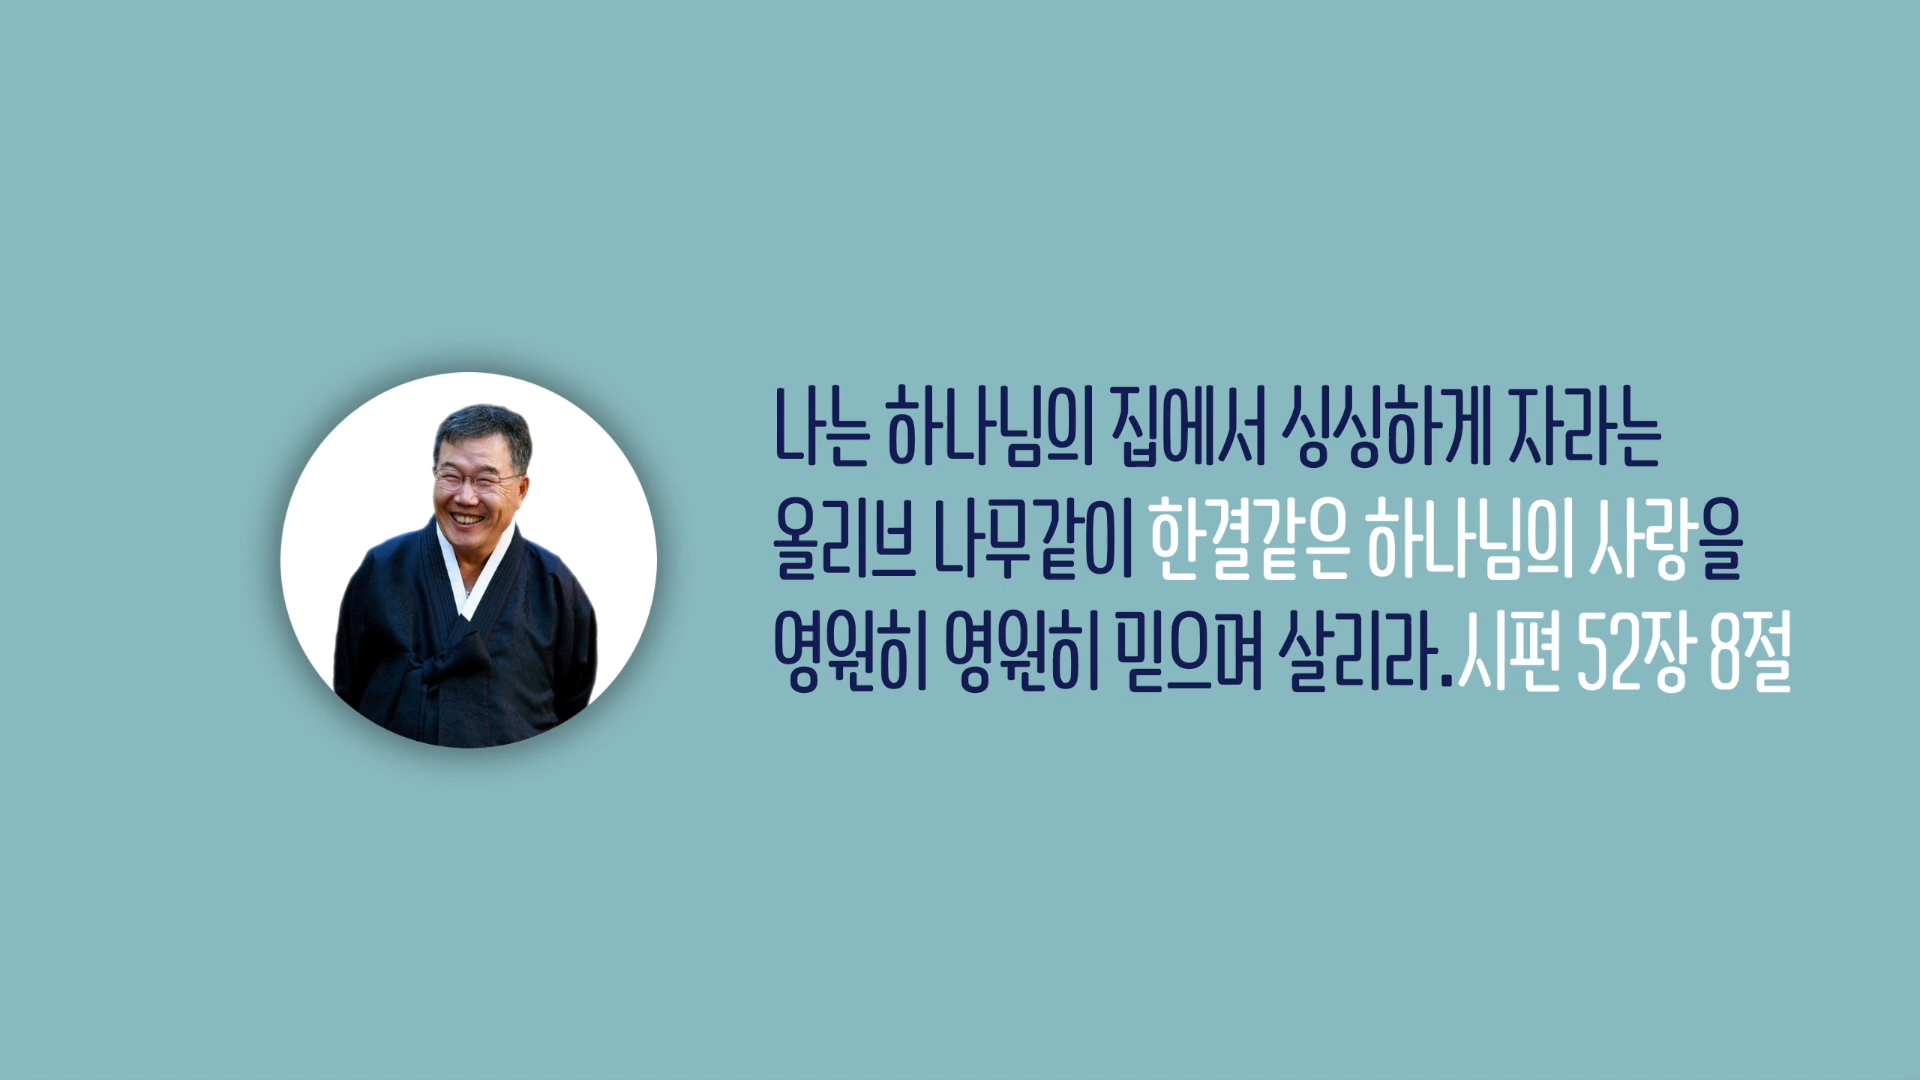 나는 하나님의 집에서 싱싱하게 자라는
올리브 나무같이 한결같은 하나님의 사랑을
영원히 영원히 믿으며 살리라.시편 52장 8절